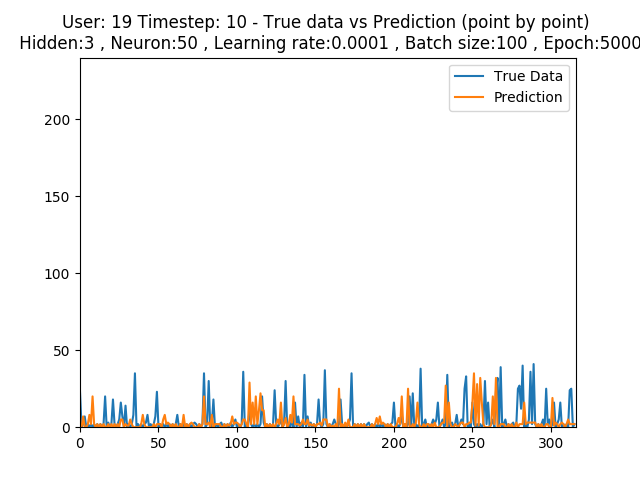 User: 19 Timestep: 10 - True data vs Prediction (point by point)
Hidden:3 , Neuron:50 , Learning rate:0.0001 , Batch size:100 , Epoch:5000
True Data
Prediction
200
150
100
50
0
0 50 100 150 200 250 300